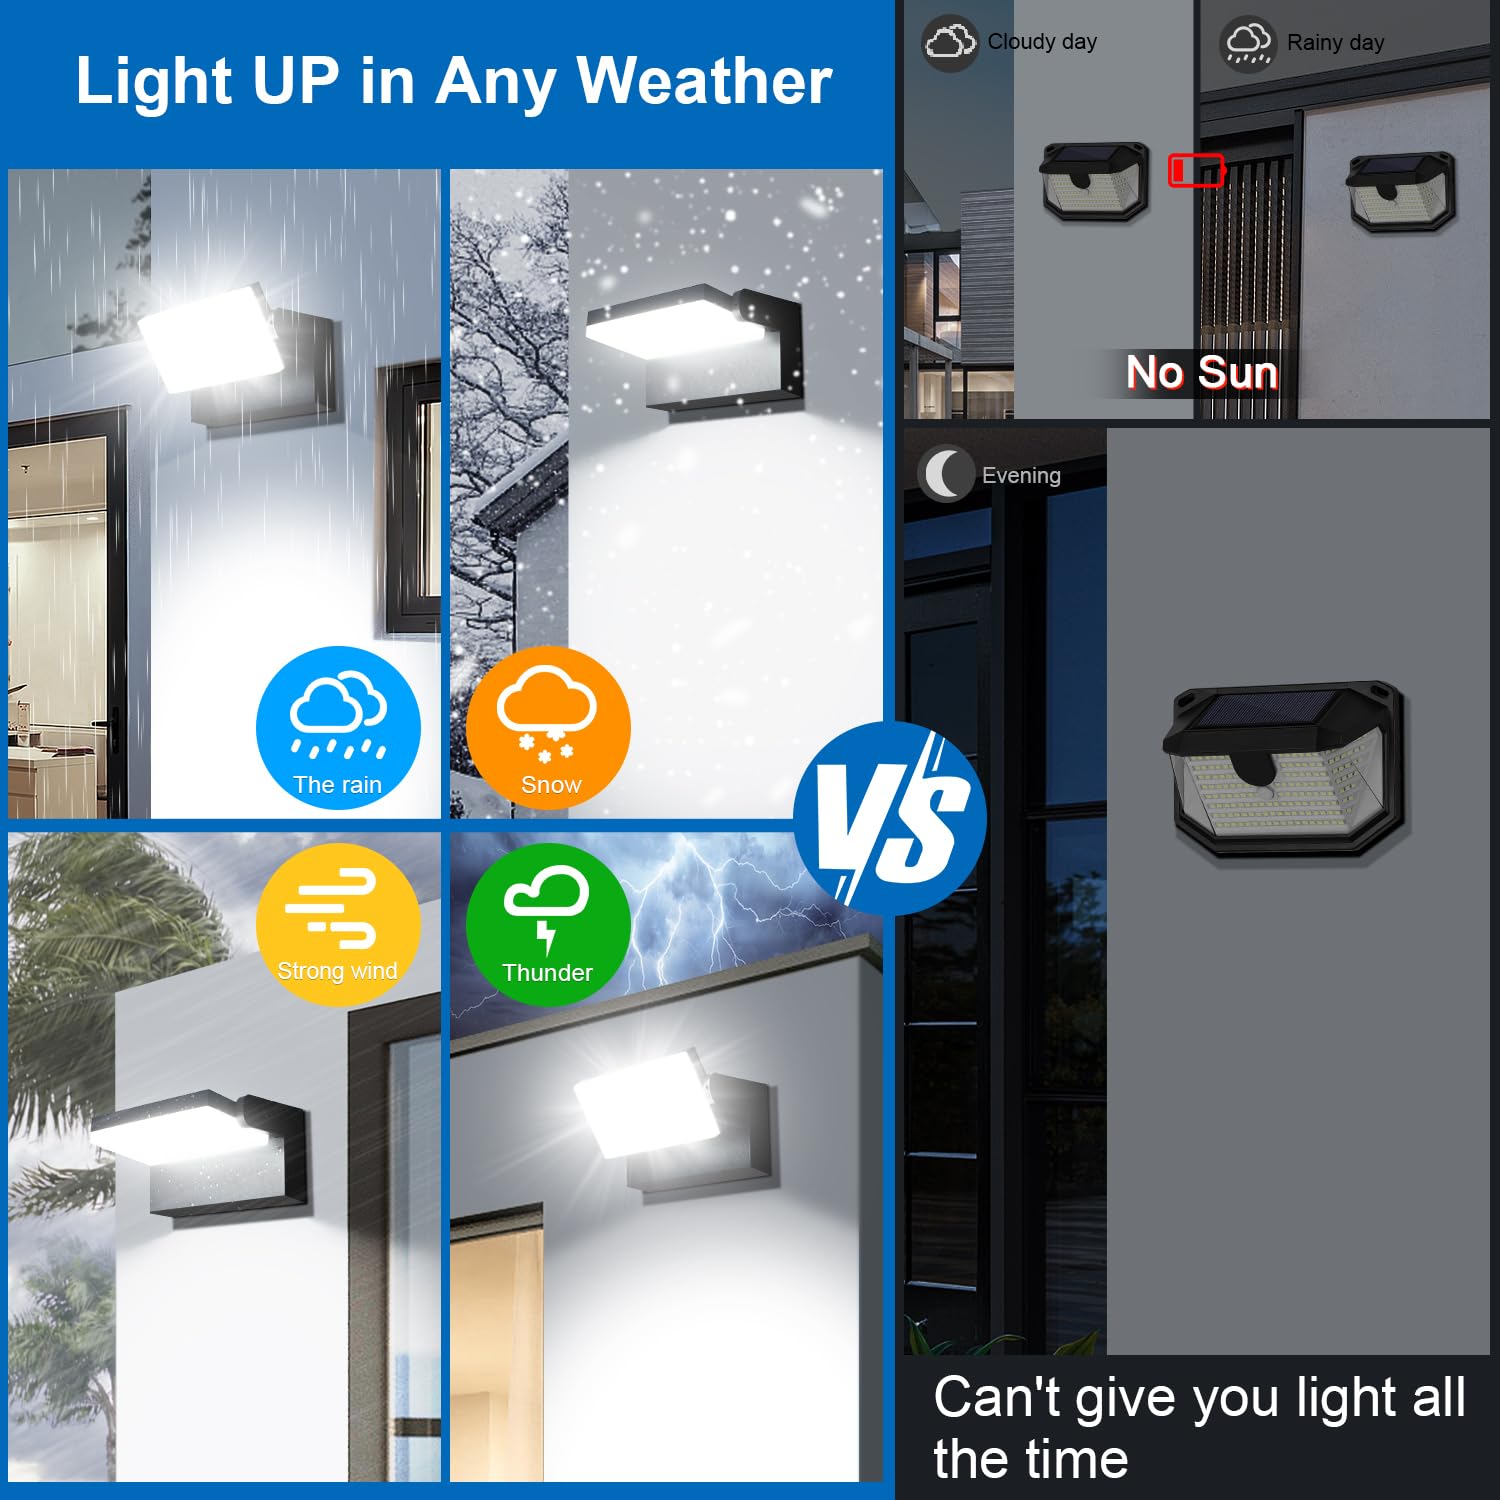 Light UP in Any Weather
The rain
Snow
Strong wind
Thunder
VS
Cloudy day
Rainy day
No Sun
Evening
Can't give you light all
the time